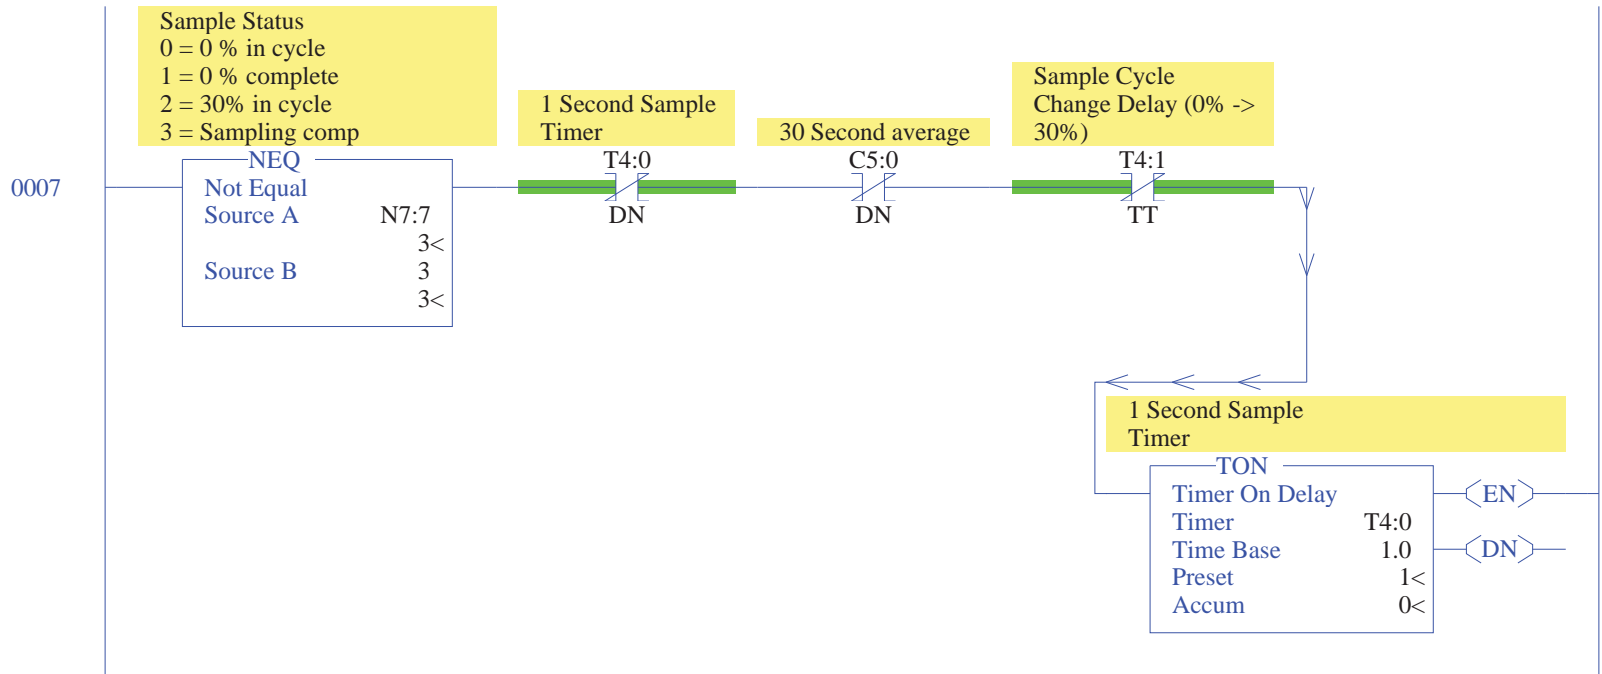 Sample Status
0 = 0 % in cycle
1 = 0 % complete
2 = 30% in cycle
3 = Sampling comp
1 Second Sample
Timer
30 Second average
Sample Cycle
Change Delay (0% ->
30%)
0007
NEQ
Not Equal
Source A N7:7
3<
Source B 3
3<
T4:0
DN
C5:0
DN
T4:1
TT
1 Second Sample
Timer
TON
Timer On Delay
Timer T4:0
Time Base 1.0
Preset 1<
Accum 0<
EN
DN